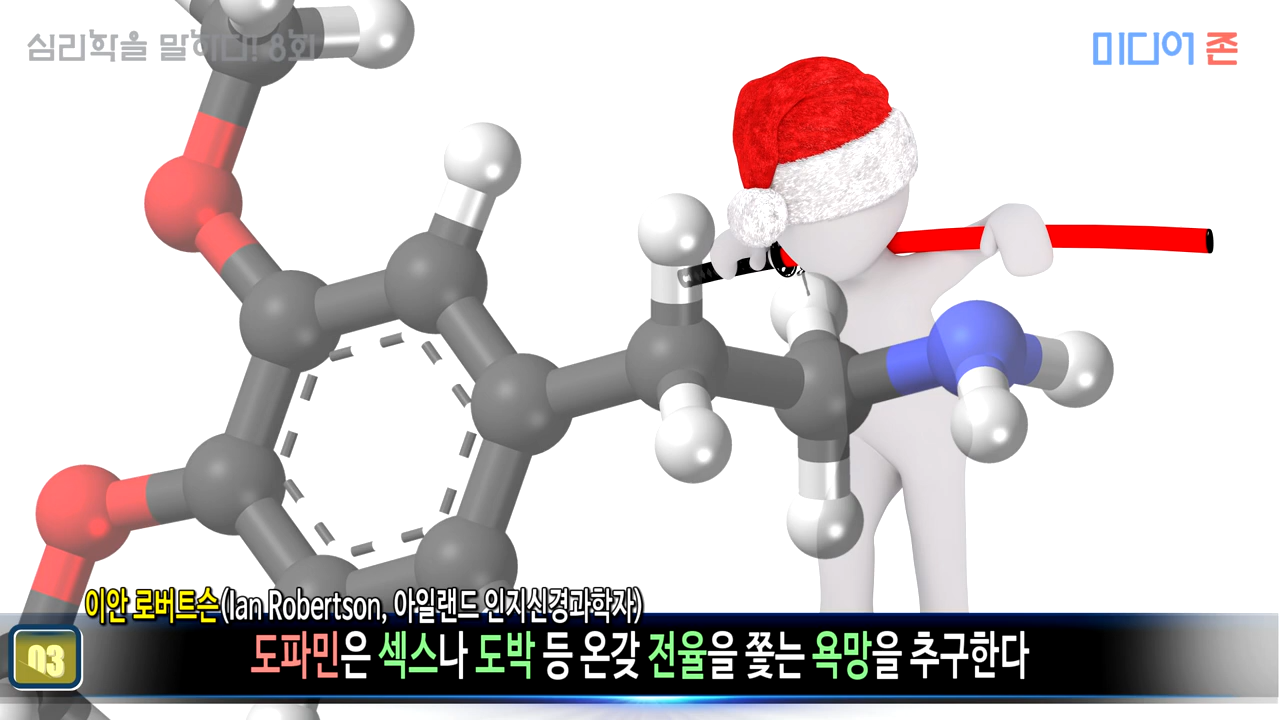 심리학을 말하다! 8회
미디어 존
이안 로버트슨(Ian Robertson, 아일랜드 인지신경과학자)
03
도파민은 섹스나 도박 등 온갖 전율을 쫓는 욕망을 추구한다